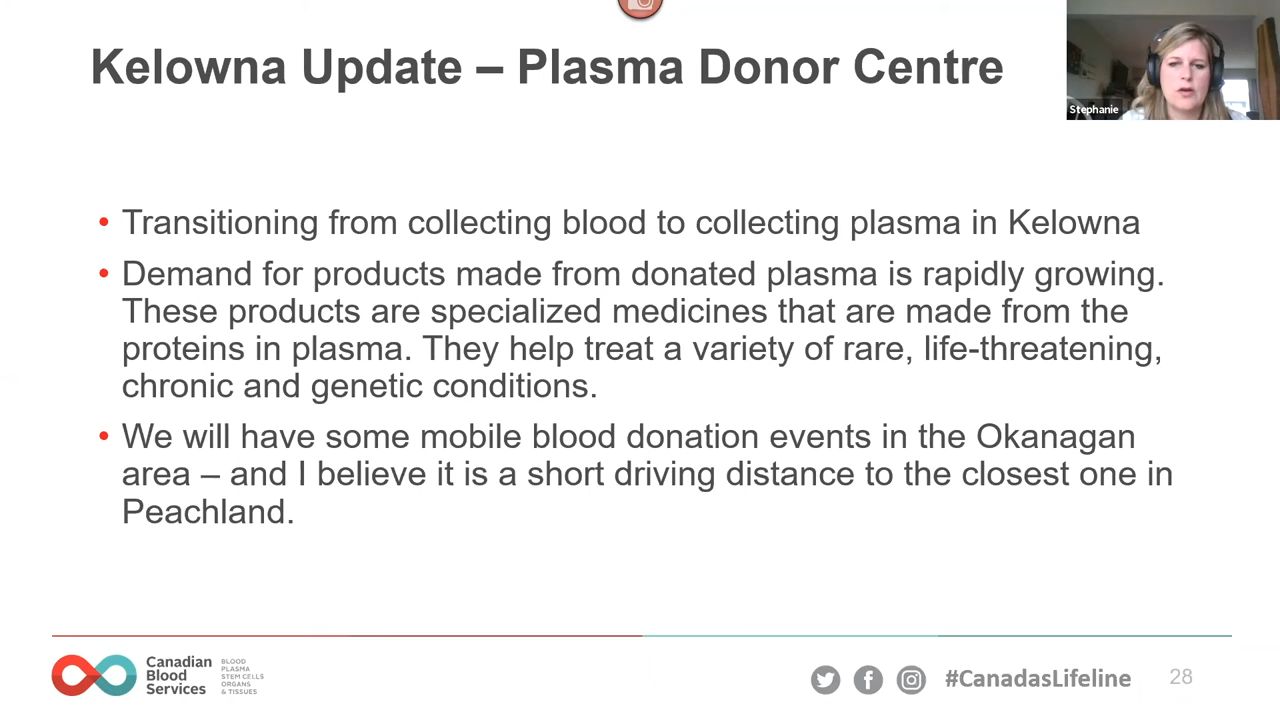 Kelowna Update – Plasma Donor Centre
Stephanie
• Transitioning from collecting blood to collecting plasma in Kelowna
• Demand for products made from donated plasma is rapidly growing.
These products are specialized medicines that are made from the
proteins in plasma. They help treat a variety of rare, life-threatening,
chronic and genetic conditions.
• We will have some mobile blood donation events in the Okanagan
area – and I believe it is a short driving distance to the closest one in
Peachland.
Canadian
Blood
Services
BLOOD
PLASMA
STEM CELLS
ORGANS
& TISSUES
#CanadasLifeline
28